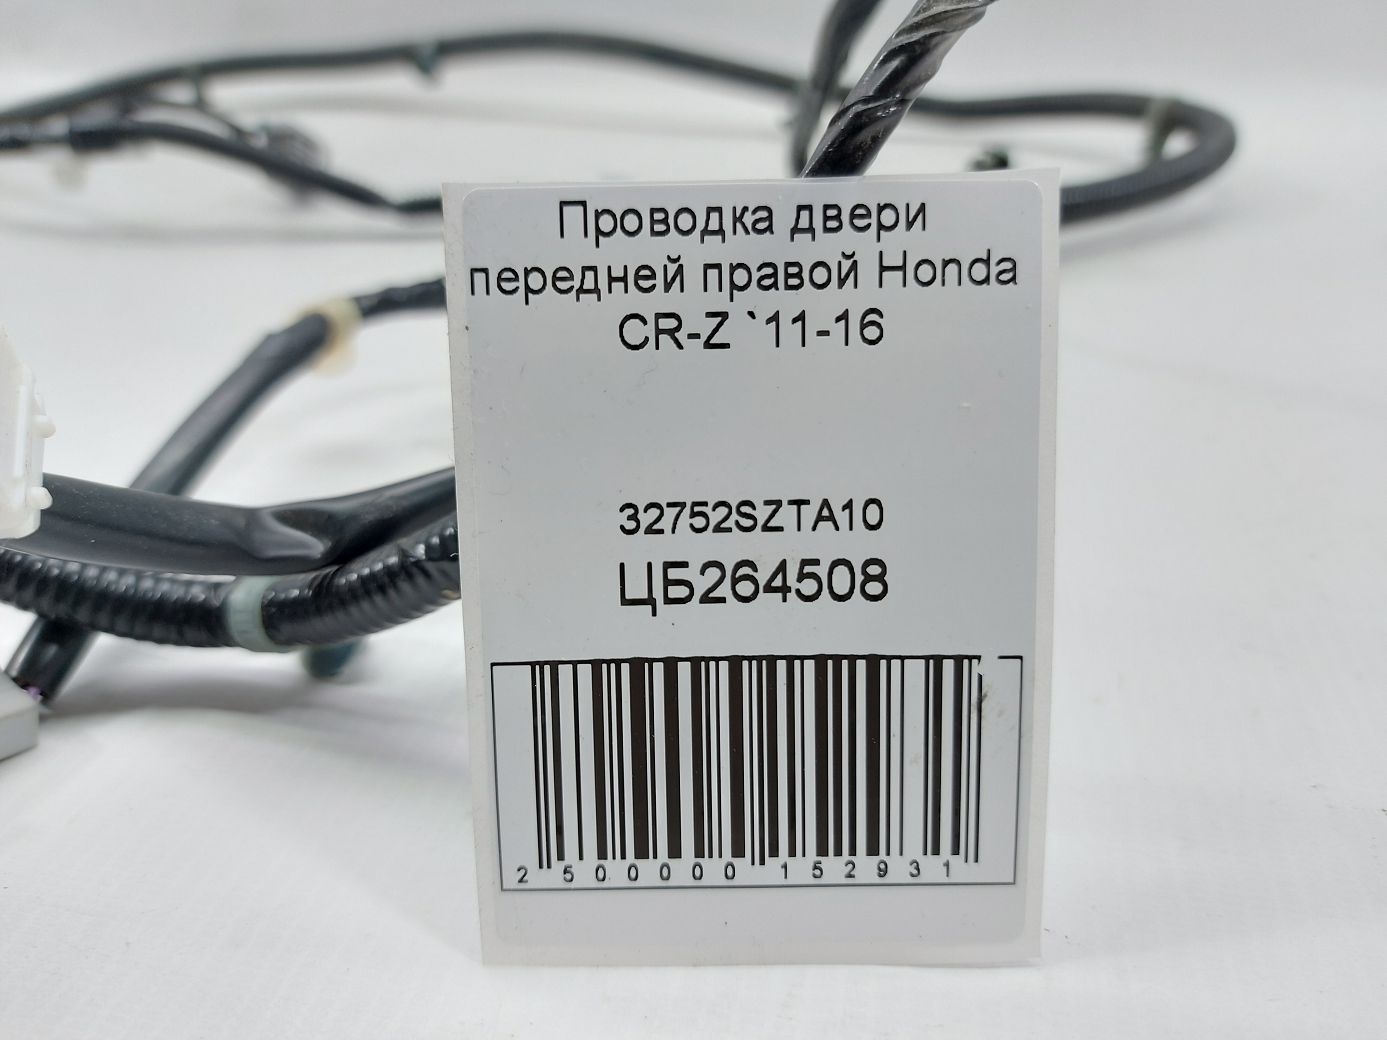 Проводка двери
передней правой Honda
CR-Z `11-16
32752SZTA10
ЦБ264508
2 500000 152931